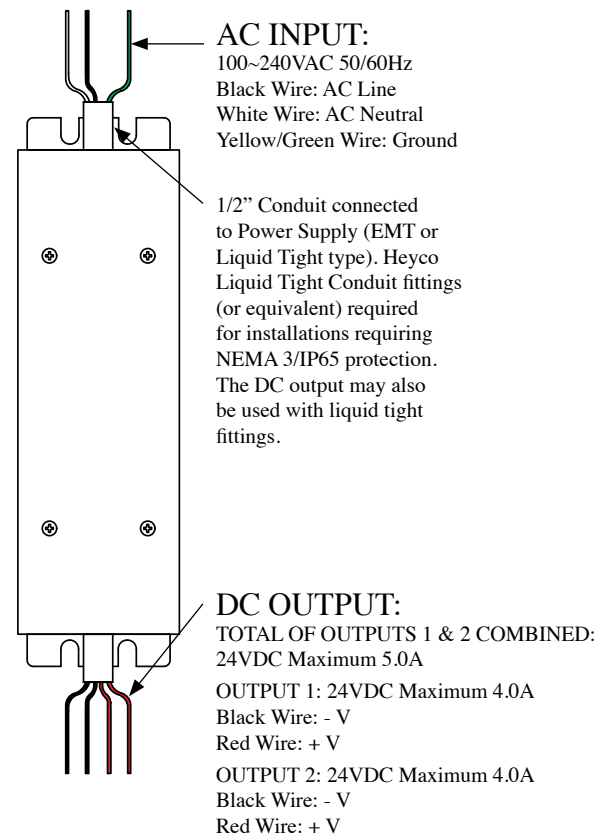 AC INPUT:
100~240VAC 50/60Hz
Black Wire: AC Line
White Wire: AC Neutral
Yellow/Green Wire: Ground
1/2” Conduit connected
to Power Supply (EMT or
Liquid Tight type). Heyco
Liquid Tight Conduit fittings
(or equivalent) required
for installations requiring
NEMA 3/IP65 protection.
The DC output may also
be used with liquid tight
fittings.
DC OUTPUT:
TOTAL OF OUTPUTS 1 & 2 COMBINED:
24VDC Maximum 5.0A
OUTPUT 1: 24VDC Maximum 4.0A
Black Wire: - V
Red Wire: + V
OUTPUT 2: 24VDC Maximum 4.0A
Black Wire: - V
Red Wire: + V